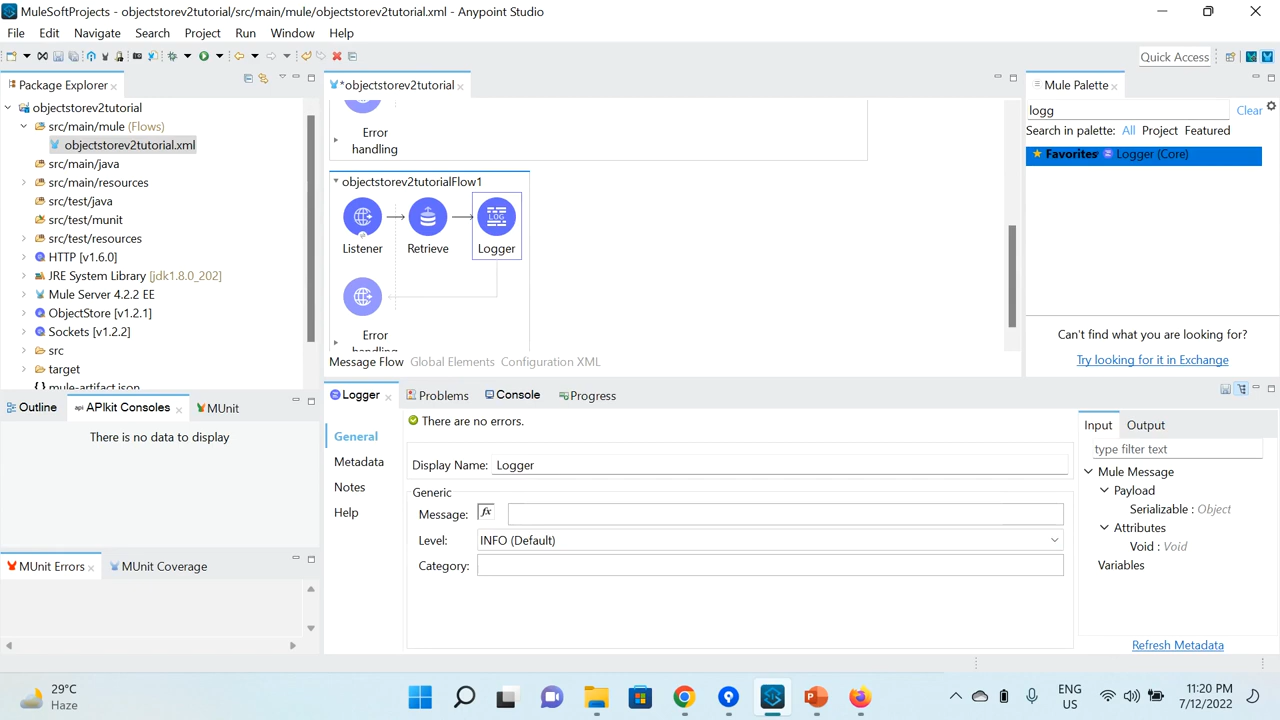 MuleSoftProjects - objectstorev2tutorial/src/main/mule/objectstorev2tutorial.xml - Anypoint Studio
File Edit Navigate Search Project Run Window Help
Quick Access
Package Explorer
objectstorev2tutorial
src/main/mule (Flows)
objectstorev2tutorial.xml
src/main/java
src/main/resources
src/test/java
src/test/munit
src/test/resources
HTTP [v1.6.0]
JRE System Library [jdk1.8.0_202]
Mule Server 4.2.2 EE
ObjectStore [v1.2.1]
Sockets [v1.2.2]
src
target
mule-artifact.json
*objectstorev2tutorial
Error
handling
objectstorev2tutorialFlow1
LOG
Listener Retrieve Logger
Error
handling
Message Flow Global Elements Configuration XML
Mule Palette
logg
Clear
Search in palette: All Project Featured
Favorites Logger (Core)
Can't find what you are looking for?
Try looking for it in Exchange
Outline APIkit Consoles MUnit
There is no data to display
MUnit Errors MUnit Coverage
Logger Problems Console Progress
There are no errors.
General
Metadata
Notes
Help
Display Name: Logger
Generic
Message: fx
Level: INFO (Default)
Category:
Input Output
type filter text
Mule Message
Payload
Serializable : Object
Attributes
Void : Void
Variables
Refresh Metadata
29°C
Haze
ENG
US
11:20 PM
7/12/2022